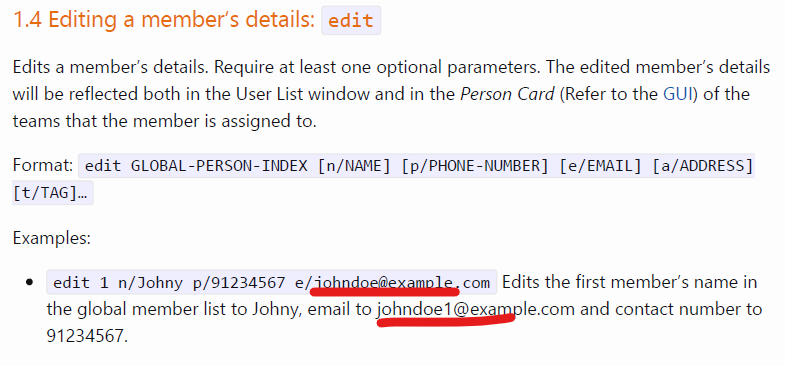 1.4 Editing a member's details: edit
Edits a member's details. Require at least one optional parameters. The edited member's details
will be reflected both in the User List window and in the Person Card (Refer to the GUI) of the
teams that the member is assigned to.
Format: edit GLOBAL-PERSON-INDEX [n/NAME] [p/PHONE-NUMBER] [e/EMAIL] [a/ADDRESS]
[t/TAG]…
Examples:
• edit 1 n/Johny p/91234567 e/johndoe@example.com Edits the first member's name in
the global member list to Johny, email to johndoe1@example.com and contact number to
91234567.